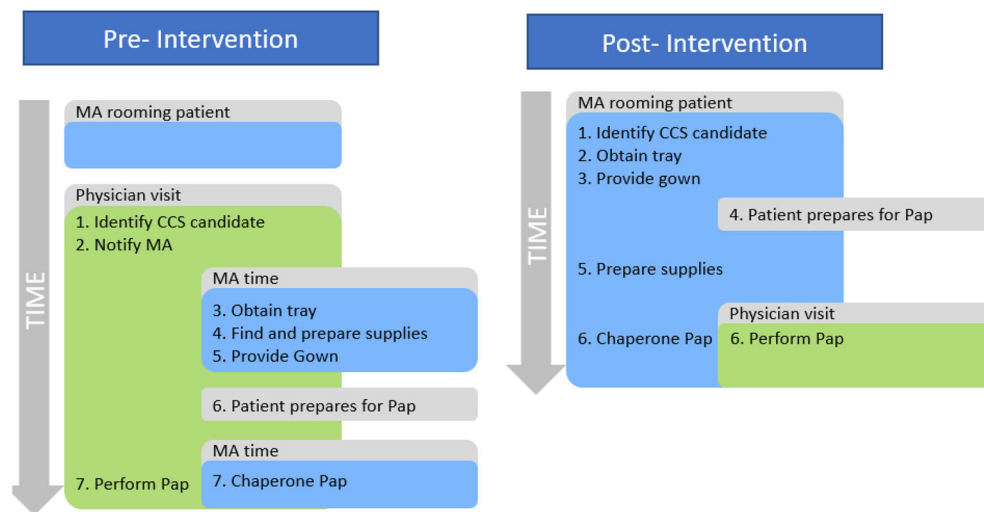 Pre- Intervention
TIME
MA rooming patient
Physician visit
1. Identify CCS candidate
2. Notify MA
MA time
3. Obtain tray
4. Find and prepare supplies
5. Provide Gown
6. Patient prepares for Pap
MA time
7. Perform Pap
7. Chaperone Pap
Post- Intervention
TIME
MA rooming patient
1. Identify CCS candidate
2. Obtain tray
3. Provide gown
4. Patient prepares for Pap
5. Prepare supplies
Physician visit
6. Chaperone Pap
6. Perform Pap